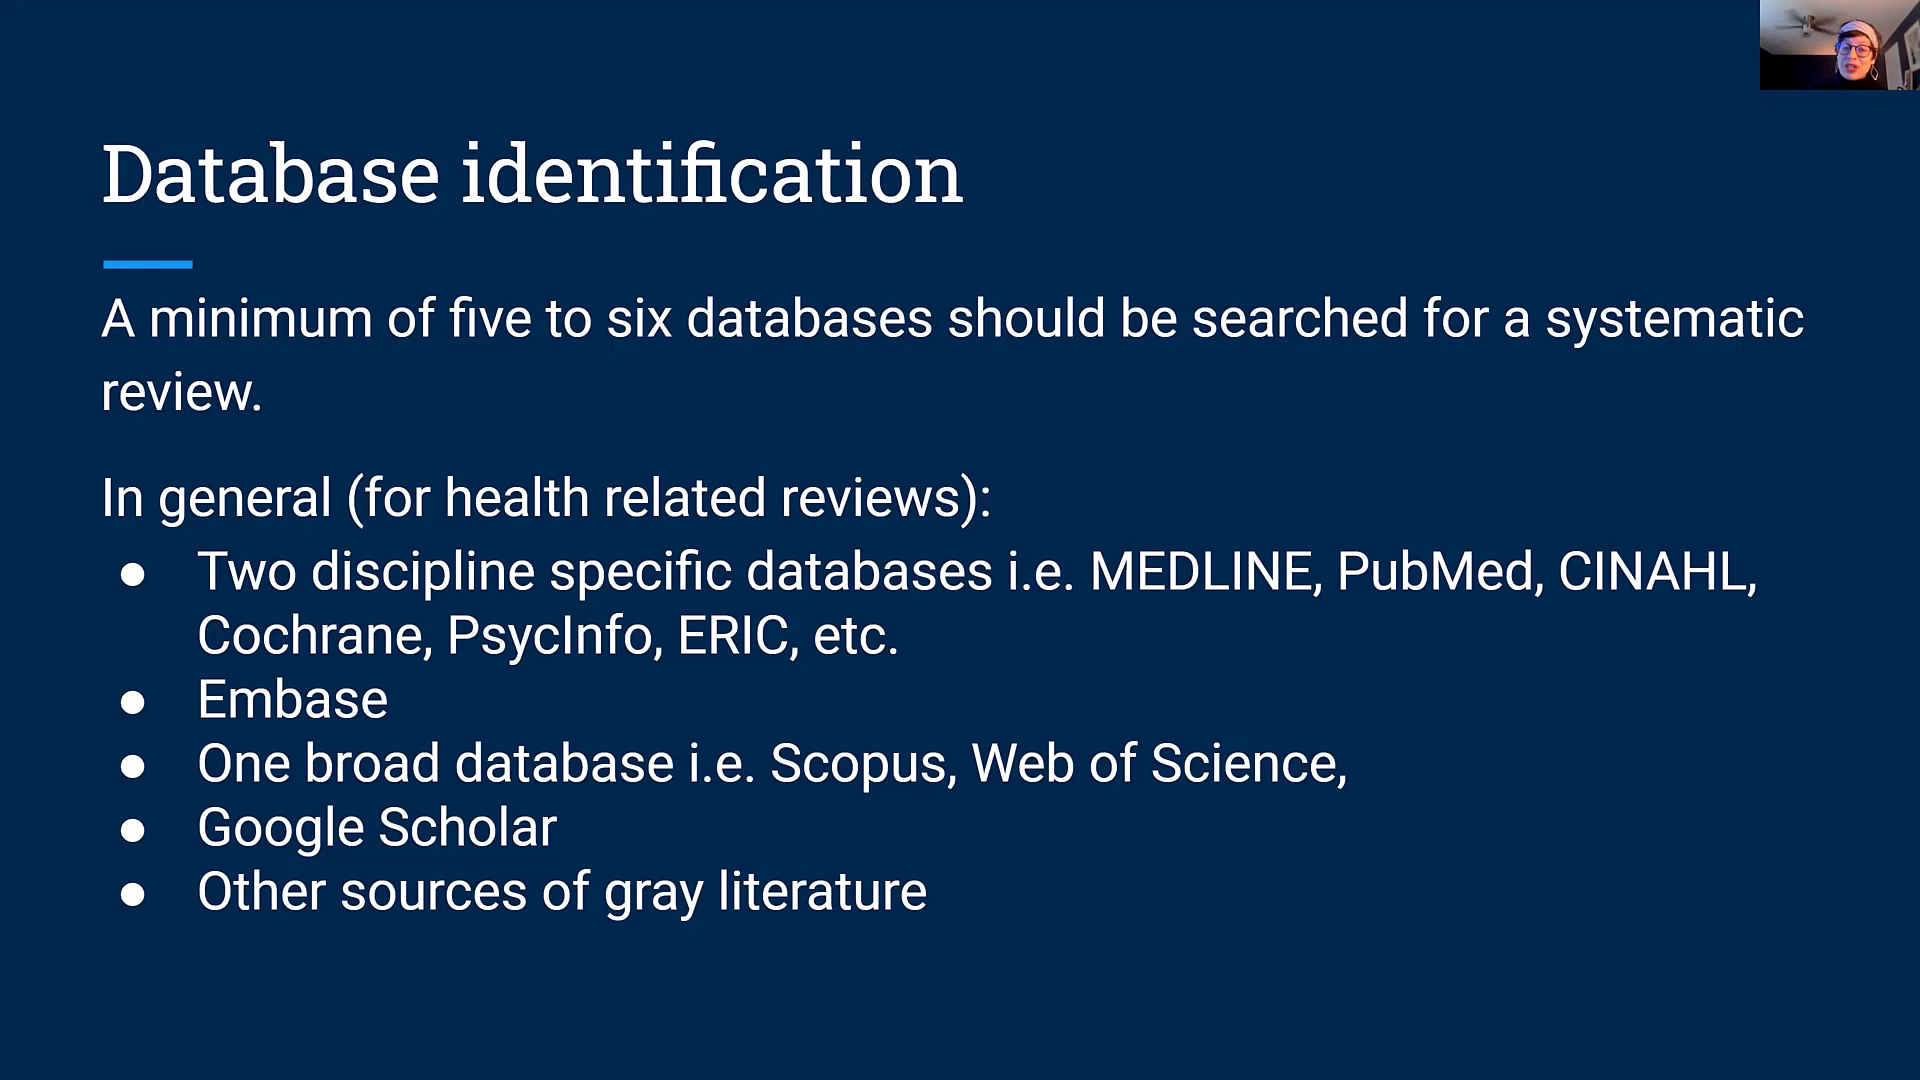 Database identification
A minimum of five to six databases should be searched for a systematic
review.
In general (for health related reviews):
● Two discipline specific databases i.e. MEDLINE, PubMed, CINAHL,
Cochrane, PsycInfo, ERIC, etc.
● Embase
● One broad database i.e. Scopus, Web of Science,
● Google Scholar
● Other sources of gray literature